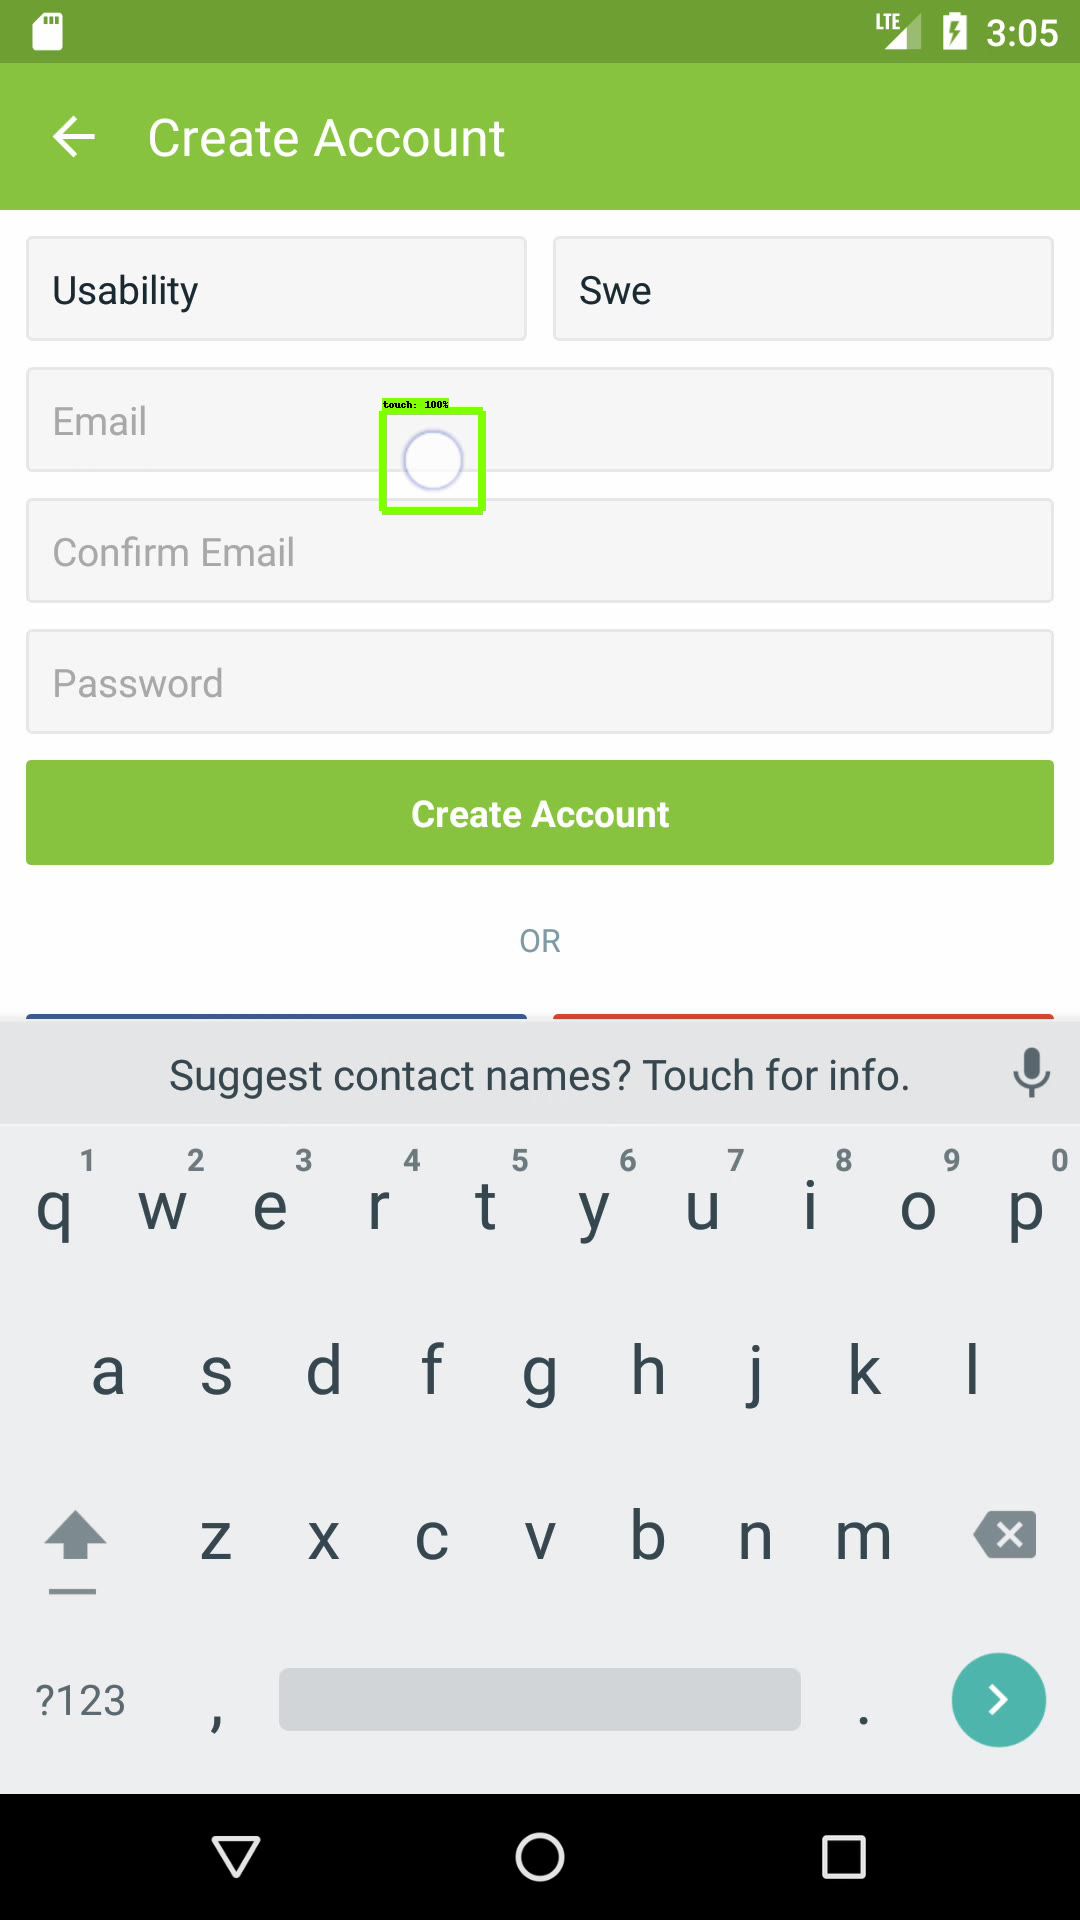 LTE 3:05
Create Account
Usability Swe
Email
touch: 100%
Confirm Email
Password
Create Account
OR
Suggest contact names? Touch for info.
1 2 3 4 5 6 7 8 9 0
q w e r t y u i o p
a s d f g h j k l
z x c v b n m
?123 , .